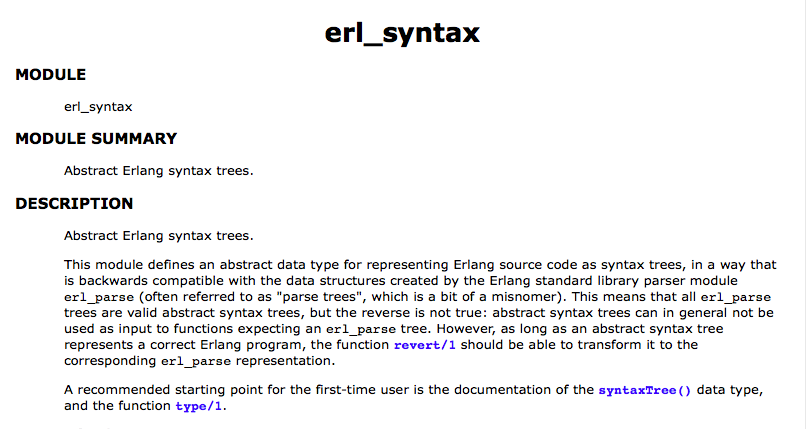 erl_syntax
MODULE
erl_syntax
MODULE SUMMARY
Abstract Erlang syntax trees.
DESCRIPTION
Abstract Erlang syntax trees.
This module defines an abstract data type for representing Erlang source code as syntax trees, in a way that
is backwards compatible with the data structures created by the Erlang standard library parser module
erl_parse (often referred to as "parse trees", which is a bit of a misnomer). This means that all erl_parse
trees are valid abstract syntax trees, but the reverse is not true: abstract syntax trees can in general not be
used as input to functions expecting an erl_parse tree. However, as long as an abstract syntax tree
represents a correct Erlang program, the function revert/1 should be able to transform it to the
corresponding erl_parse representation.
A recommended starting point for the first-time user is the documentation of the syntaxTree() data type,
and the function type/1.